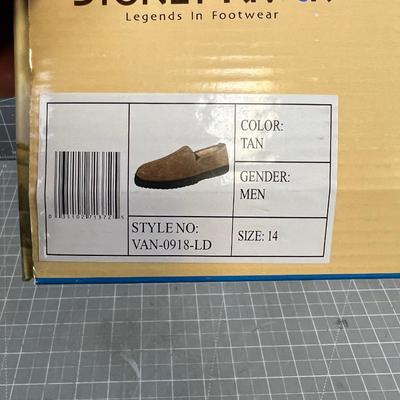 Legends In Footwear
COLOR:
TAN
GENDER:
MEN
STYLE NO:
VAN-0918-LD
SIZE: 14